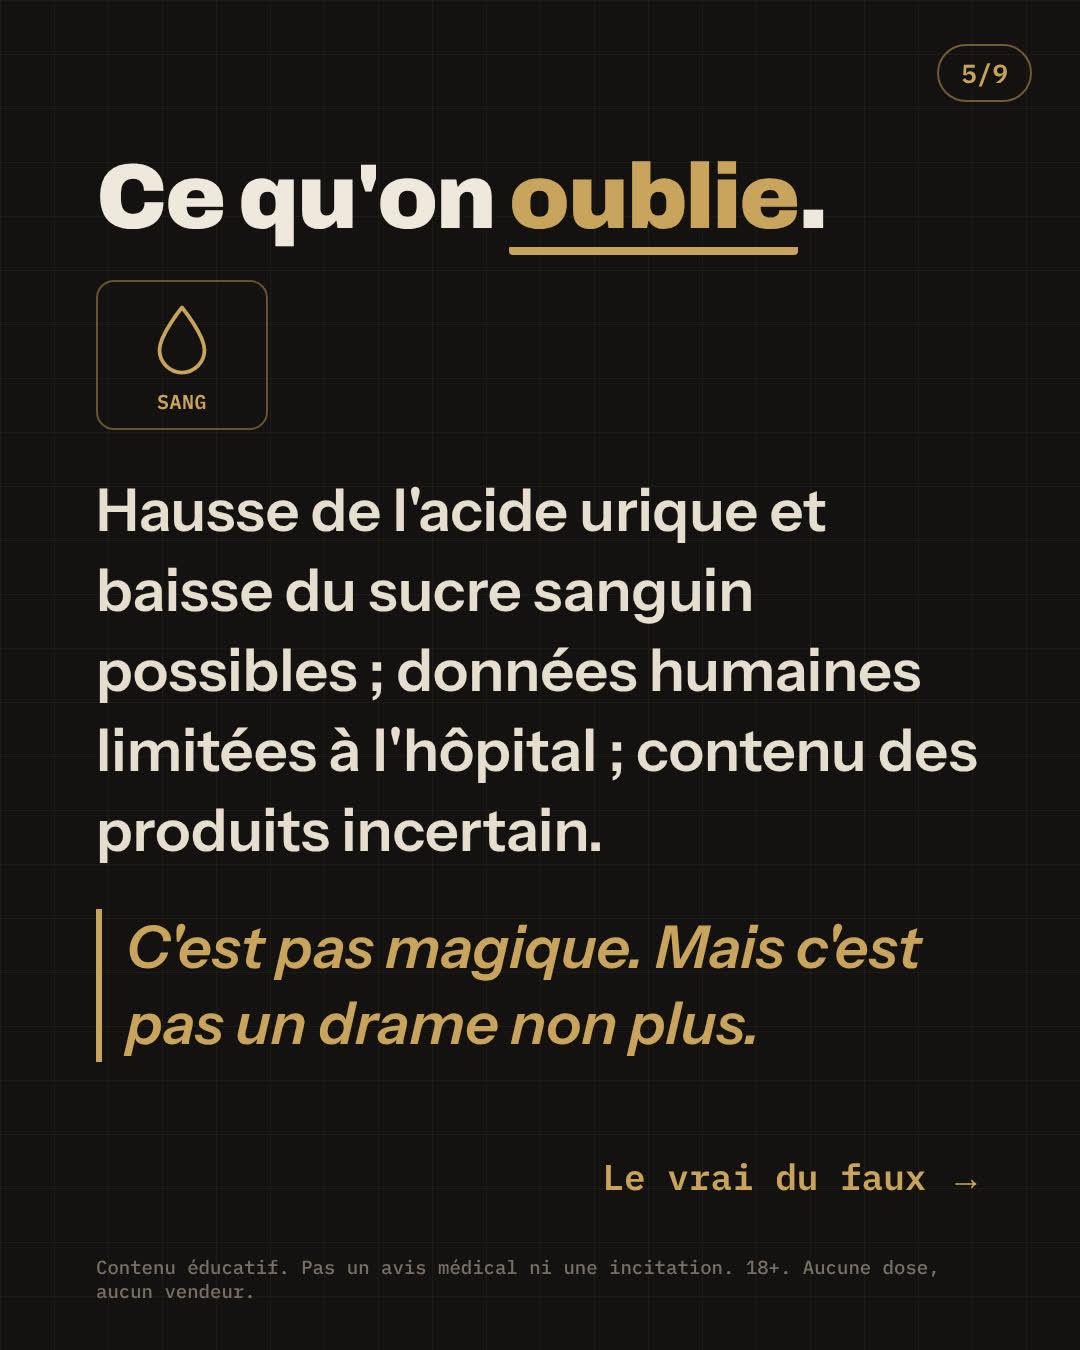 5/9
Ce qu'on oublie.
SANG
Hausse de l'acide urique et
baisse du sucre sanguin
possibles ; données humaines
limitées à l'hôpital ; contenu des
produits incertain.
C'est pas magique. Mais c'est
pas un drame non plus.
Le vrai du faux →
Contenu éducatif. Pas un avis médical ni une incitation. 18+. Aucune dose,
aucun vendeur.